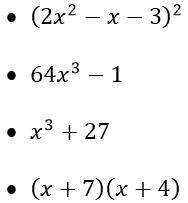 • (2x² − x − 3)²
• 64x³ − 1
• x³ + 27
• (x + 7)(x + 4)